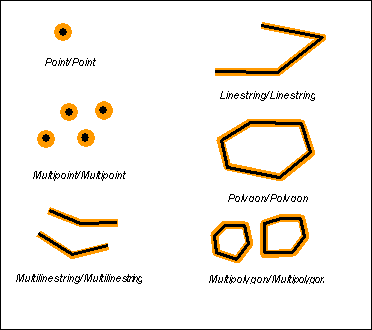 Point/Point
Linestring/Linestring
Multipoint/Multipoint
Polygon/Polygon
Multilinestring/Multilinestring
Multipolygon/Multipolygon